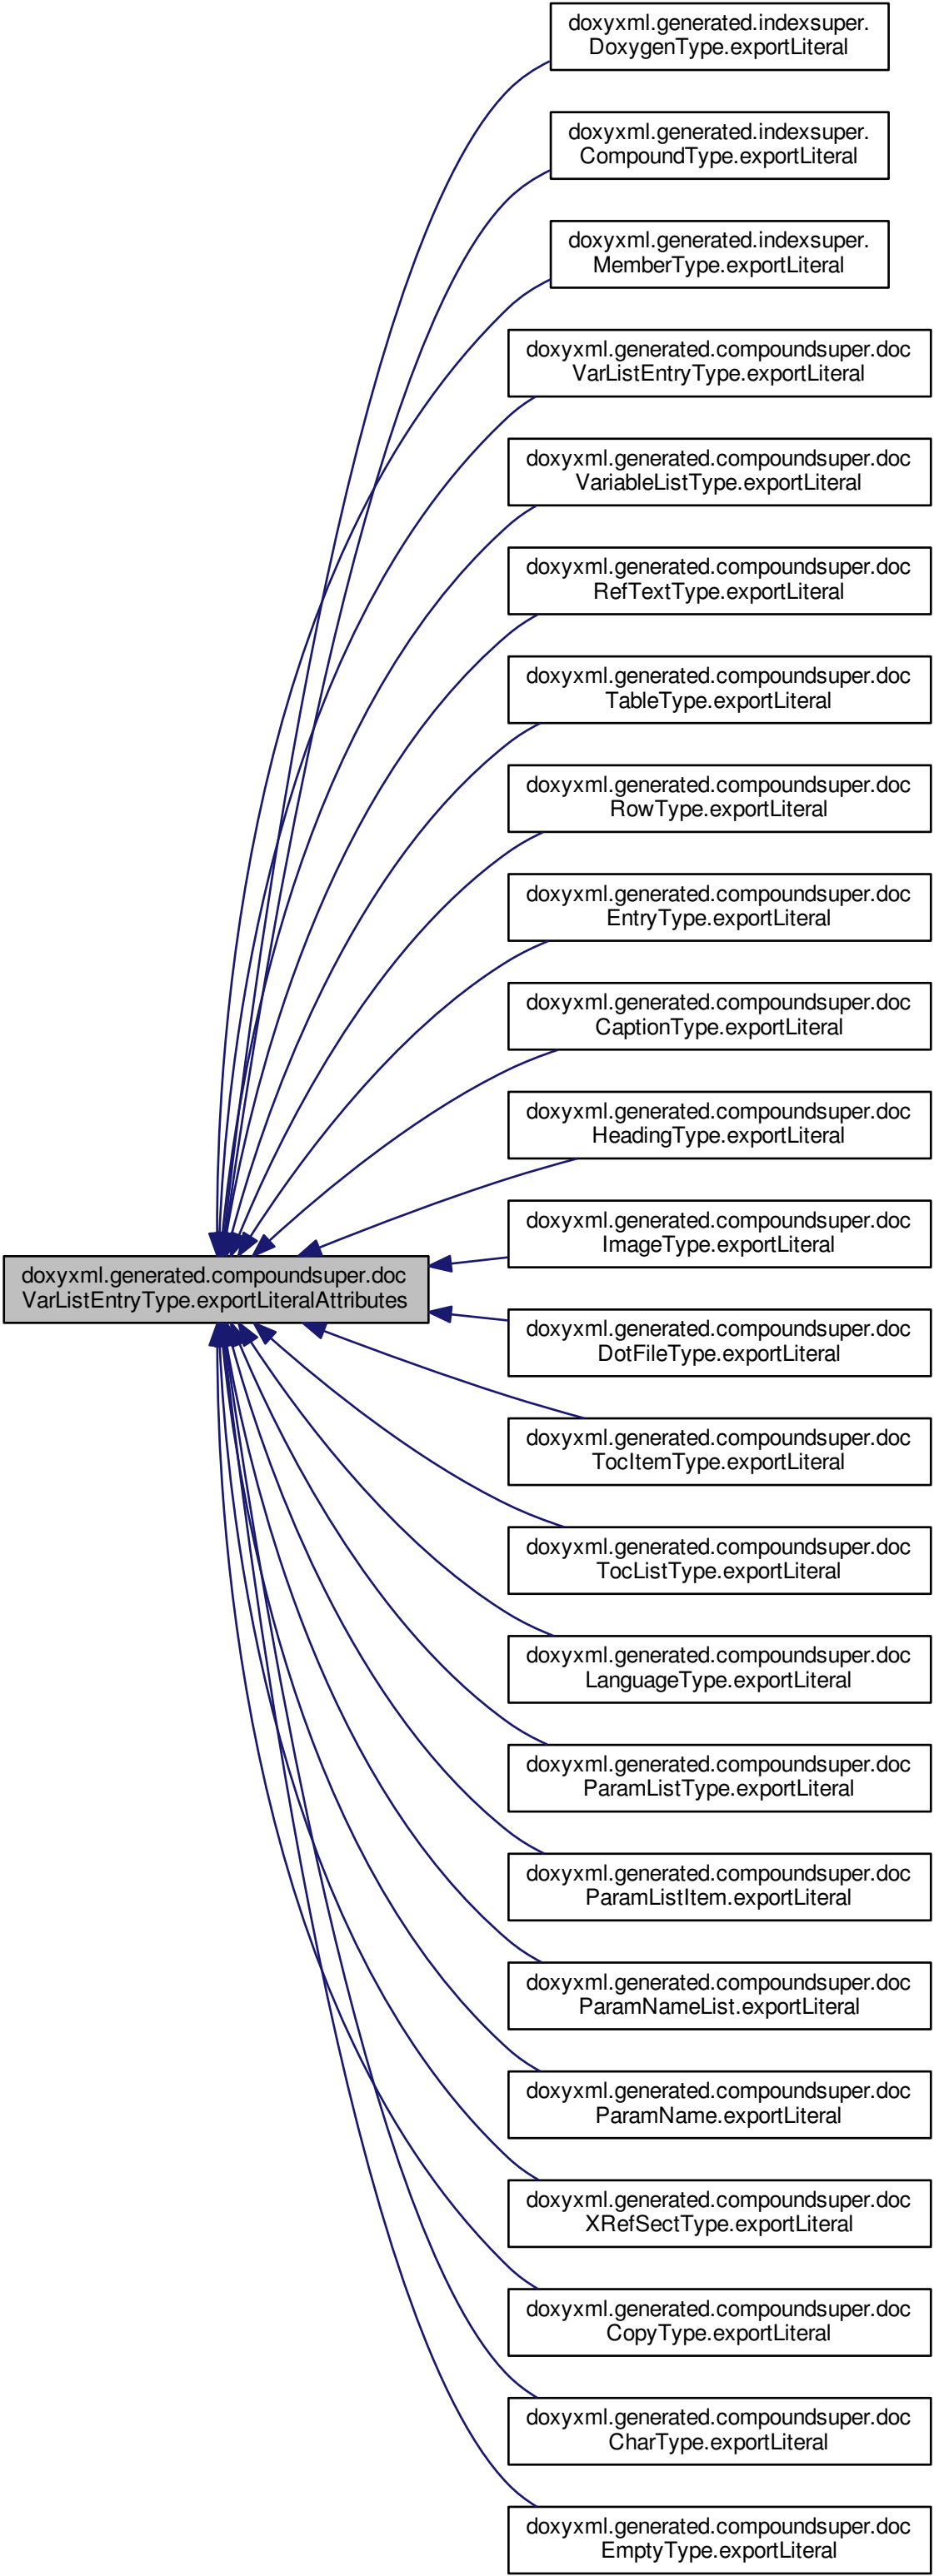 doxyxml.generated.indexsuper.
DoxygenType.exportLiteral
doxyxml.generated.indexsuper.
CompoundType.exportLiteral
doxyxml.generated.indexsuper.
MemberType.exportLiteral
doxyxml.generated.compoundsuper.doc
VarListEntryType.exportLiteral
doxyxml.generated.compoundsuper.doc
VariableListType.exportLiteral
doxyxml.generated.compoundsuper.doc
RefTextType.exportLiteral
doxyxml.generated.compoundsuper.doc
TableType.exportLiteral
doxyxml.generated.compoundsuper.doc
RowType.exportLiteral
doxyxml.generated.compoundsuper.doc
EntryType.exportLiteral
doxyxml.generated.compoundsuper.doc
CaptionType.exportLiteral
doxyxml.generated.compoundsuper.doc
HeadingType.exportLiteral
doxyxml.generated.compoundsuper.doc
ImageType.exportLiteral
doxyxml.generated.compoundsuper.doc
VarListEntryType.exportLiteralAttributes
doxyxml.generated.compoundsuper.doc
DotFileType.exportLiteral
doxyxml.generated.compoundsuper.doc
TocItemType.exportLiteral
doxyxml.generated.compoundsuper.doc
TocListType.exportLiteral
doxyxml.generated.compoundsuper.doc
LanguageType.exportLiteral
doxyxml.generated.compoundsuper.doc
ParamListType.exportLiteral
doxyxml.generated.compoundsuper.doc
ParamListItem.exportLiteral
doxyxml.generated.compoundsuper.doc
ParamNameList.exportLiteral
doxyxml.generated.compoundsuper.doc
ParamName.exportLiteral
doxyxml.generated.compoundsuper.doc
XRefSectType.exportLiteral
doxyxml.generated.compoundsuper.doc
CopyType.exportLiteral
doxyxml.generated.compoundsuper.doc
CharType.exportLiteral
doxyxml.generated.compoundsuper.doc
EmptyType.exportLiteral